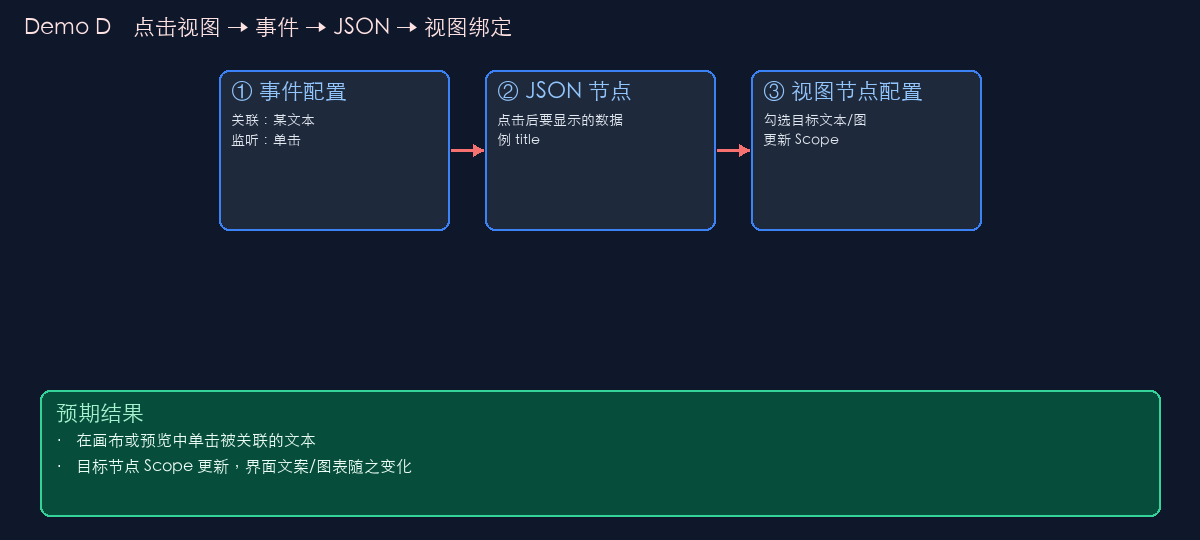 Demo D 点击视图 → 事件 → JSON → 视图绑定
① 事件配置
关联：某文本
监听：单击
② JSON 节点
点击后要显示的数据
例 title
③ 视图节点配置
勾选目标文本/图
更新 Scope
预期结果
· 在画布或预览中单击被关联的文本
· 目标节点 Scope 更新，界面文案/图表随之变化